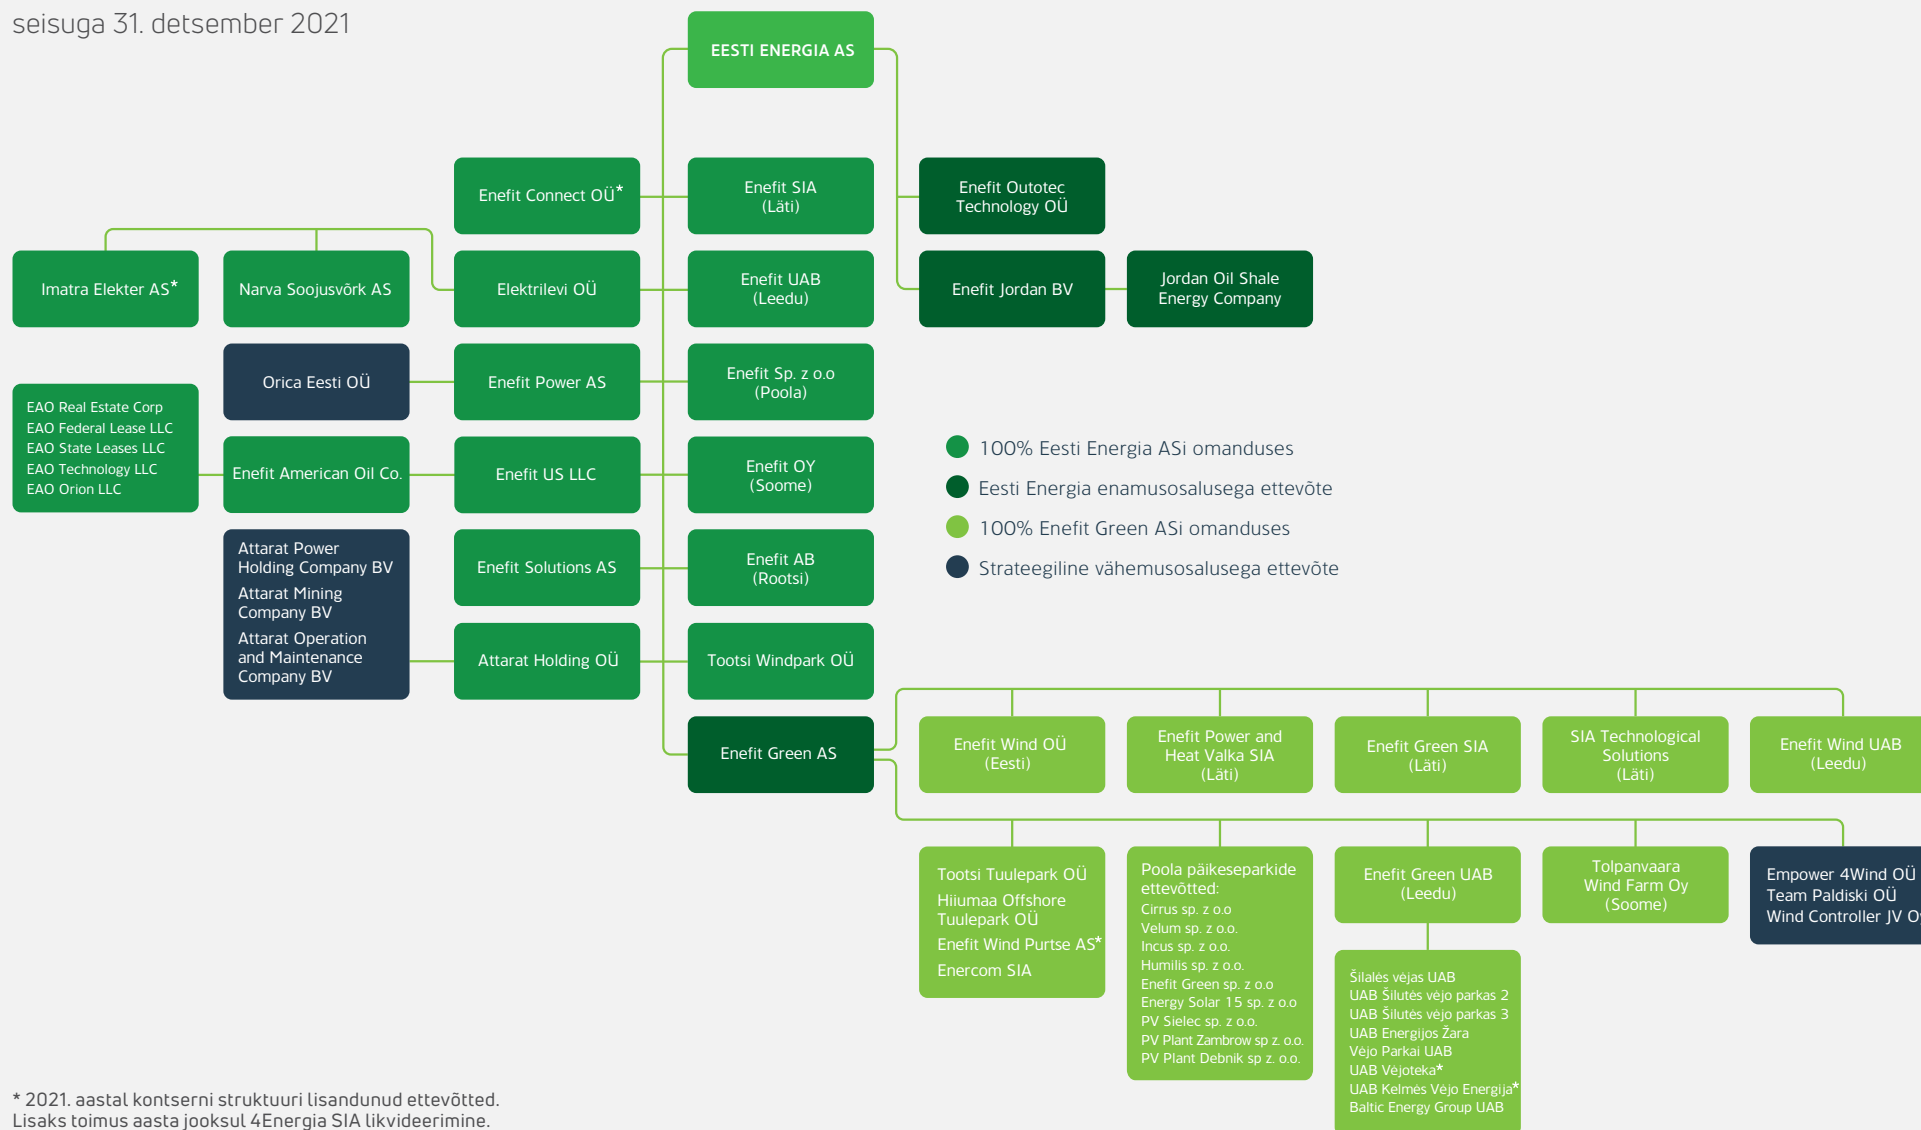 seisuga 31. detsember 2021
EESTI ENERGIA AS
Enefit Connect OÜ*
Enefit SIA
(Läti)
Enefit Outotec
Technology OÜ
Imatra Elekter AS*
Narva Soojusvõrk AS
Elektrilevi OÜ
Enefit UAB
(Leedu)
Enefit Jordan BV
Jordan Oil Shale
Energy Company
Orica Eesti OÜ
Enefit Power AS
Enefit Sp. z o.o
(Poola)
EAO Real Estate Corp
EAO Federal Lease LLC
EAO State Leases LLC
EAO Technology LLC
EAO Orion LLC
Enefit American Oil Co.
Enefit US LLC
Enefit OY
(Soome)
100% Eesti Energia ASi omanduses
Eesti Energia enamusosalusega ettevõte
100% Enefit Green ASi omanduses
Strateegiline vähemusosalusega ettevõte
Attarat Power
Holding Company BV
Attarat Mining
Company BV
Attarat Operation
and Maintenance
Company BV
Enefit Solutions AS
Enefit AB
(Rootsi)
Attarat Holding OÜ
Tootsi Windpark OÜ
Enefit Green AS
Enefit Wind OÜ
(Eesti)
Enefit Power and
Heat Valka SIA
(Läti)
Enefit Green SIA
(Läti)
SIA Technological
Solutions
(Läti)
Enefit Wind UAB
(Leedu)
Tootsi Tuulepark OÜ
Hiiumaa Offshore
Tuulepark OÜ
Enefit Wind Purtse AS*
Enercom SIA
Poola päikeseparkide
ettevõtted:
Cirrus sp. z o.o
Velum sp. z o.o.
Incus sp. z o.o.
Humilis sp. z o.o.
Enefit Green sp. z o.o
Energy Solar 15 sp. z o.o
PV Sielec sp. z o.o.
PV Plant Zambrow sp z. o.o.
PV Plant Debnik sp z. o.o.
Enefit Green UAB
(Leedu)
Šilalės vėjas UAB
UAB Šilutės vėjo parkas 2
UAB Šilutės vėjo parkas 3
UAB Energijos Žara
Vėjo Parkai UAB
UAB Vėjoteka*
UAB Kelmės Vėjo Energija*
Baltic Energy Group UAB
Tolpanvaara
Wind Farm Oy
(Soome)
Empower 4Wind OÜ
Team Paldiski OÜ
Wind Controller JV Oy
* 2021. aastal kontserni struktuuri lisandunud ettevõtted.
Lisaks toimus aasta jooksul 4Energia SIA likvideerimine.